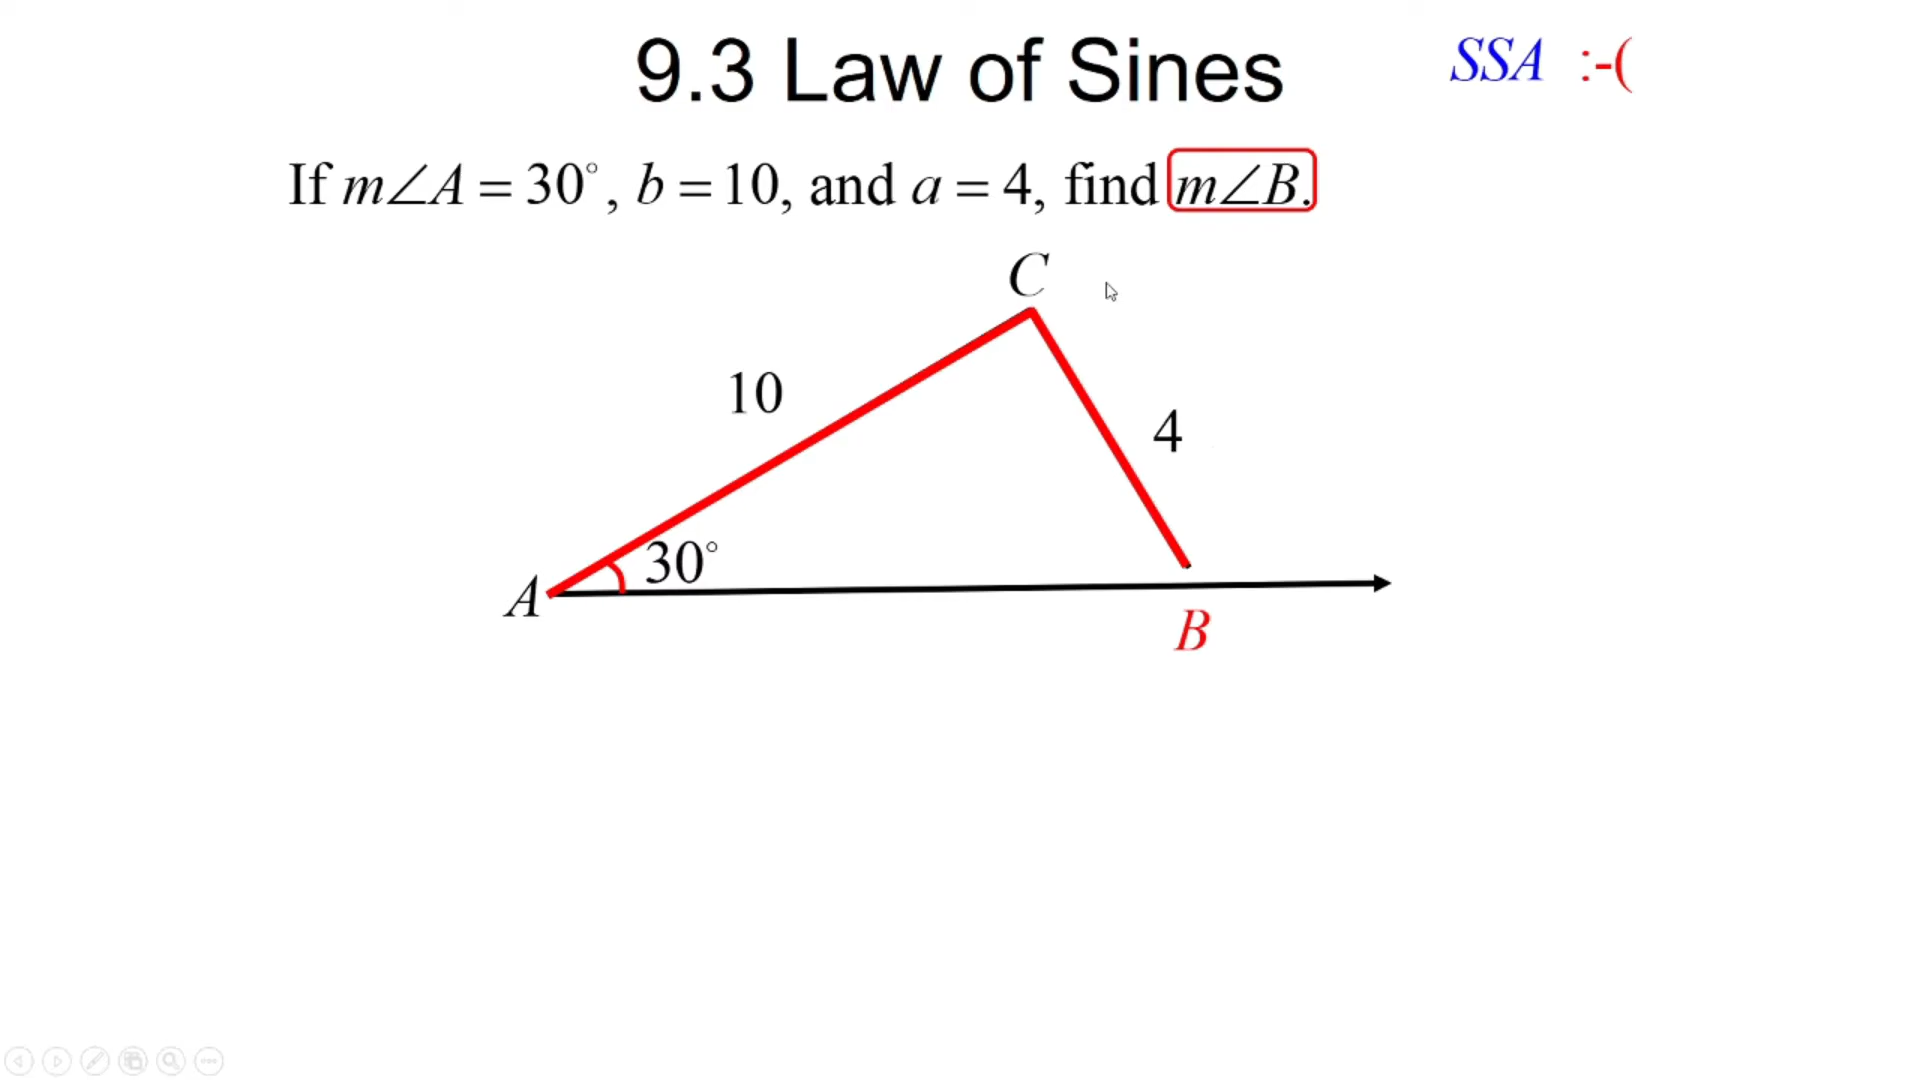 9.3 Law of Sines
SSA :-(
If m∠A = 30°, b = 10, and a = 4, find m∠B.
C
10
4
30°
A
B